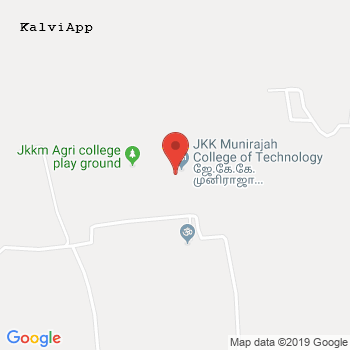 KalviApp
JKK Munirajah
College of Technology
ஜே.கே.கே.
முனிராஜா...
Jkkm Agri college
play ground
ॐ
Google
Map data ©2019 Google